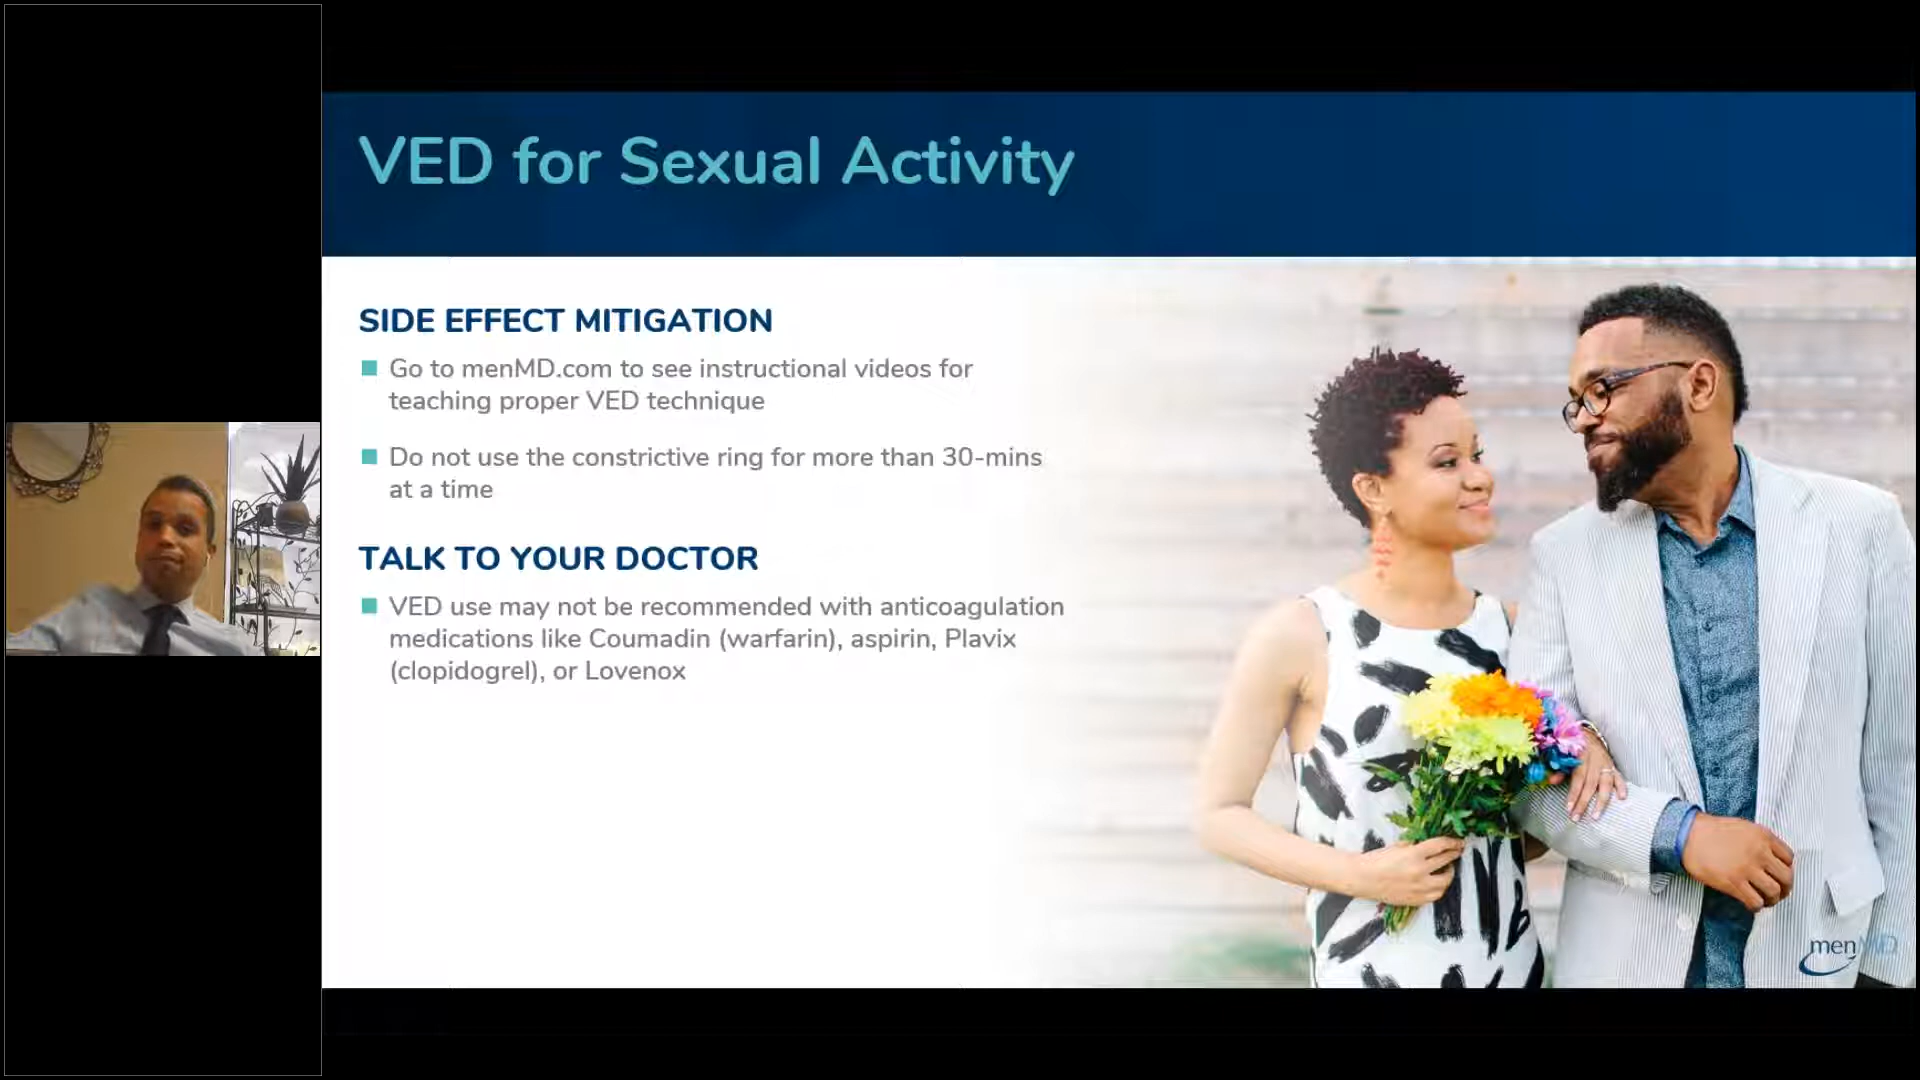 VED for Sexual Activity
SIDE EFFECT MITIGATION
Go to menMD.com to see instructional videos for
teaching proper VED technique
Do not use the constrictive ring for more than 30-mins
at a time
TALK TO YOUR DOCTOR
VED use may not be recommended with anticoagulation
medications like Coumadin (warfarin), aspirin, Plavix
(clopidogrel), or Lovenox
menMD